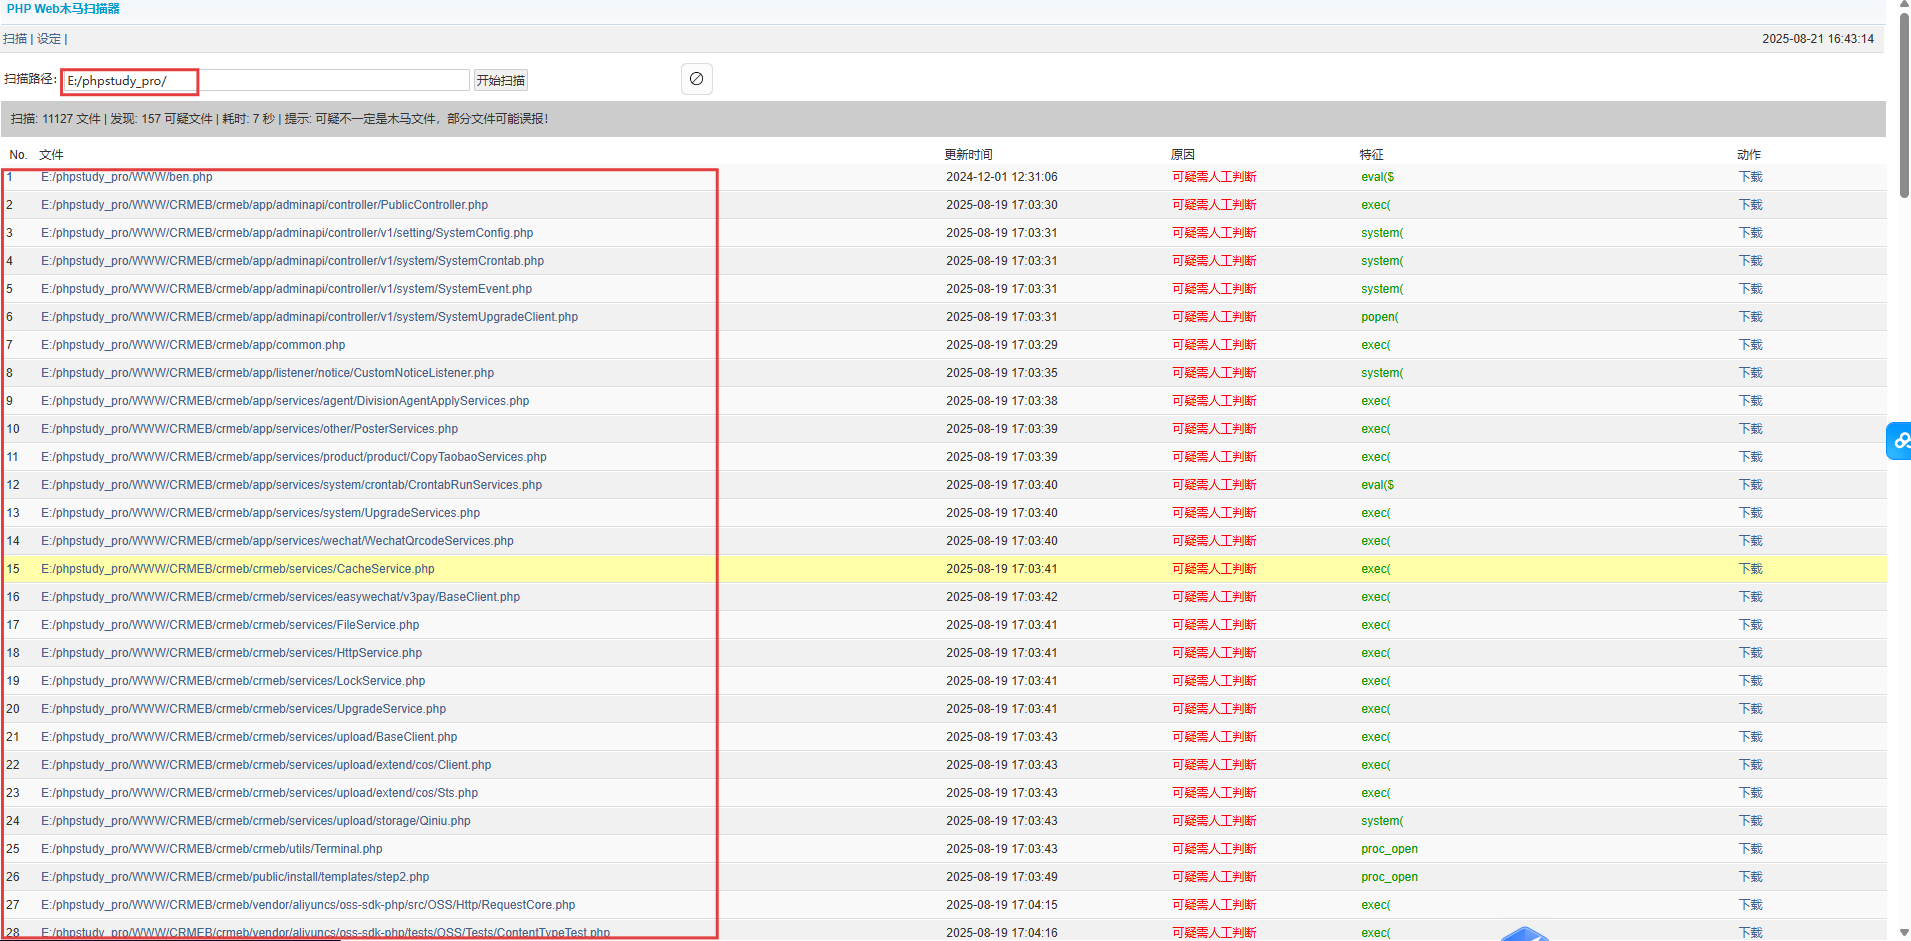 PHP Web木马扫描器
扫描 | 设定 | 2025-08-21 16:43:14
扫描路径: E:/phpstudy_pro/ 开始扫描
扫描: 11127 文件 | 发现: 157 可疑文件 | 耗时: 7 秒 | 提示: 可疑不一定是木马文件，部分文件可能误报！
No. 文件 更新时间 原因 特征 动作
1 E:/phpstudy_pro/WWW/ben.php 2024-12-01 12:31:06 可疑需人工判断 eval($ 下载
2 E:/phpstudy_pro/WWW/CRMEB/crmeb/app/adminapi/controller/PublicController.php 2025-08-19 17:03:30 可疑需人工判断 exec( 下载
3 E:/phpstudy_pro/WWW/CRMEB/crmeb/app/adminapi/controller/v1/setting/SystemConfig.php 2025-08-19 17:03:31 可疑需人工判断 system( 下载
4 E:/phpstudy_pro/WWW/CRMEB/crmeb/app/adminapi/controller/v1/system/SystemCrontab.php 2025-08-19 17:03:31 可疑需人工判断 system( 下载
5 E:/phpstudy_pro/WWW/CRMEB/crmeb/app/adminapi/controller/v1/system/SystemEvent.php 2025-08-19 17:03:31 可疑需人工判断 system( 下载
6 E:/phpstudy_pro/WWW/CRMEB/crmeb/app/adminapi/controller/v1/system/SystemUpgradeClient.php 2025-08-19 17:03:31 可疑需人工判断 popen( 下载
7 E:/phpstudy_pro/WWW/CRMEB/crmeb/app/common.php 2025-08-19 17:03:29 可疑需人工判断 exec( 下载
8 E:/phpstudy_pro/WWW/CRMEB/crmeb/app/listener/notice/CustomNoticeListener.php 2025-08-19 17:03:35 可疑需人工判断 system( 下载
9 E:/phpstudy_pro/WWW/CRMEB/crmeb/app/services/agent/DivisionAgentApplyServices.php 2025-08-19 17:03:38 可疑需人工判断 exec( 下载
10 E:/phpstudy_pro/WWW/CRMEB/crmeb/app/services/other/PosterServices.php 2025-08-19 17:03:39 可疑需人工判断 exec( 下载
11 E:/phpstudy_pro/WWW/CRMEB/crmeb/app/services/product/product/CopyTaobaoServices.php 2025-08-19 17:03:39 可疑需人工判断 exec( 下载
12 E:/phpstudy_pro/WWW/CRMEB/crmeb/app/services/system/crontab/CrontabRunServices.php 2025-08-19 17:03:40 可疑需人工判断 eval($ 下载
13 E:/phpstudy_pro/WWW/CRMEB/crmeb/app/services/system/UpgradeServices.php 2025-08-19 17:03:40 可疑需人工判断 exec( 下载
14 E:/phpstudy_pro/WWW/CRMEB/crmeb/app/services/wechat/WechatQrcodeServices.php 2025-08-19 17:03:40 可疑需人工判断 exec( 下载
15 E:/phpstudy_pro/WWW/CRMEB/crmeb/crmeb/services/CacheService.php 2025-08-19 17:03:41 可疑需人工判断 exec( 下载
16 E:/phpstudy_pro/WWW/CRMEB/crmeb/crmeb/services/easywechat/v3pay/BaseClient.php 2025-08-19 17:03:42 可疑需人工判断 exec( 下载
17 E:/phpstudy_pro/WWW/CRMEB/crmeb/crmeb/services/FileService.php 2025-08-19 17:03:41 可疑需人工判断 exec( 下载
18 E:/phpstudy_pro/WWW/CRMEB/crmeb/crmeb/services/HttpService.php 2025-08-19 17:03:41 可疑需人工判断 exec( 下载
19 E:/phpstudy_pro/WWW/CRMEB/crmeb/crmeb/services/LockService.php 2025-08-19 17:03:41 可疑需人工判断 exec( 下载
20 E:/phpstudy_pro/WWW/CRMEB/crmeb/crmeb/services/UpgradeService.php 2025-08-19 17:03:41 可疑需人工判断 exec( 下载
21 E:/phpstudy_pro/WWW/CRMEB/crmeb/crmeb/services/upload/BaseClient.php 2025-08-19 17:03:43 可疑需人工判断 exec( 下载
22 E:/phpstudy_pro/WWW/CRMEB/crmeb/crmeb/services/upload/extend/cos/Client.php 2025-08-19 17:03:43 可疑需人工判断 exec( 下载
23 E:/phpstudy_pro/WWW/CRMEB/crmeb/crmeb/services/upload/extend/cos/Sts.php 2025-08-19 17:03:43 可疑需人工判断 exec( 下载
24 E:/phpstudy_pro/WWW/CRMEB/crmeb/crmeb/services/upload/storage/Qiniu.php 2025-08-19 17:03:43 可疑需人工判断 system( 下载
25 E:/phpstudy_pro/WWW/CRMEB/crmeb/crmeb/utils/Terminal.php 2025-08-19 17:03:43 可疑需人工判断 proc_open 下载
26 E:/phpstudy_pro/WWW/CRMEB/crmeb/public/install/templates/step2.php 2025-08-19 17:03:49 可疑需人工判断 proc_open 下载
27 E:/phpstudy_pro/WWW/CRMEB/crmeb/vendor/aliyuncs/oss-sdk-php/src/OSS/Http/RequestCore.php 2025-08-19 17:04:15 可疑需人工判断 exec( 下载
28 E:/phpstudy_pro/WWW/CRMEB/crmeb/vendor/aliyuncs/oss-sdk-php/tests/OSS/Tests/ContentTypeTest.php 2025-08-19 17:04:16 可疑需人工判断 exec( 下载